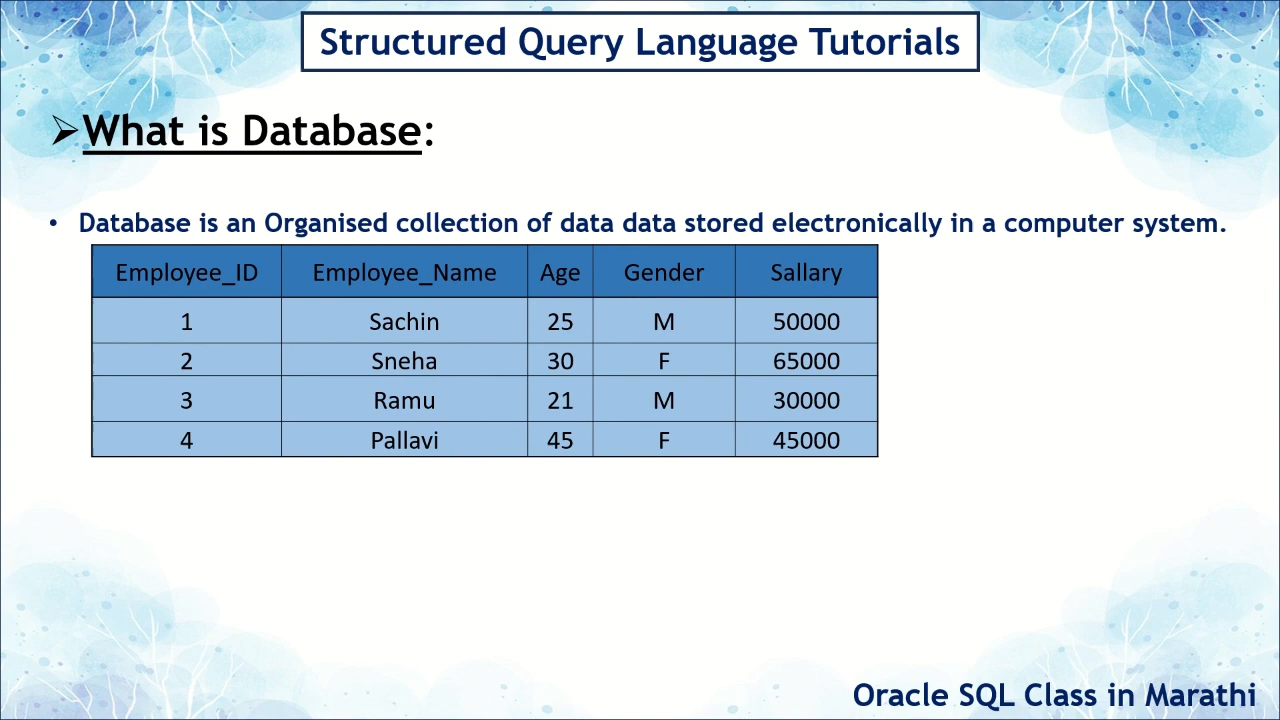 Structured Query Language Tutorials
➢What is Database:
• Database is an Organised collection of data data stored electronically in a computer system.
Employee_ID Employee_Name Age Gender Sallary
1 Sachin 25 M 50000
2 Sneha 30 F 65000
3 Ramu 21 M 30000
4 Pallavi 45 F 45000
Oracle SQL Class in Marathi